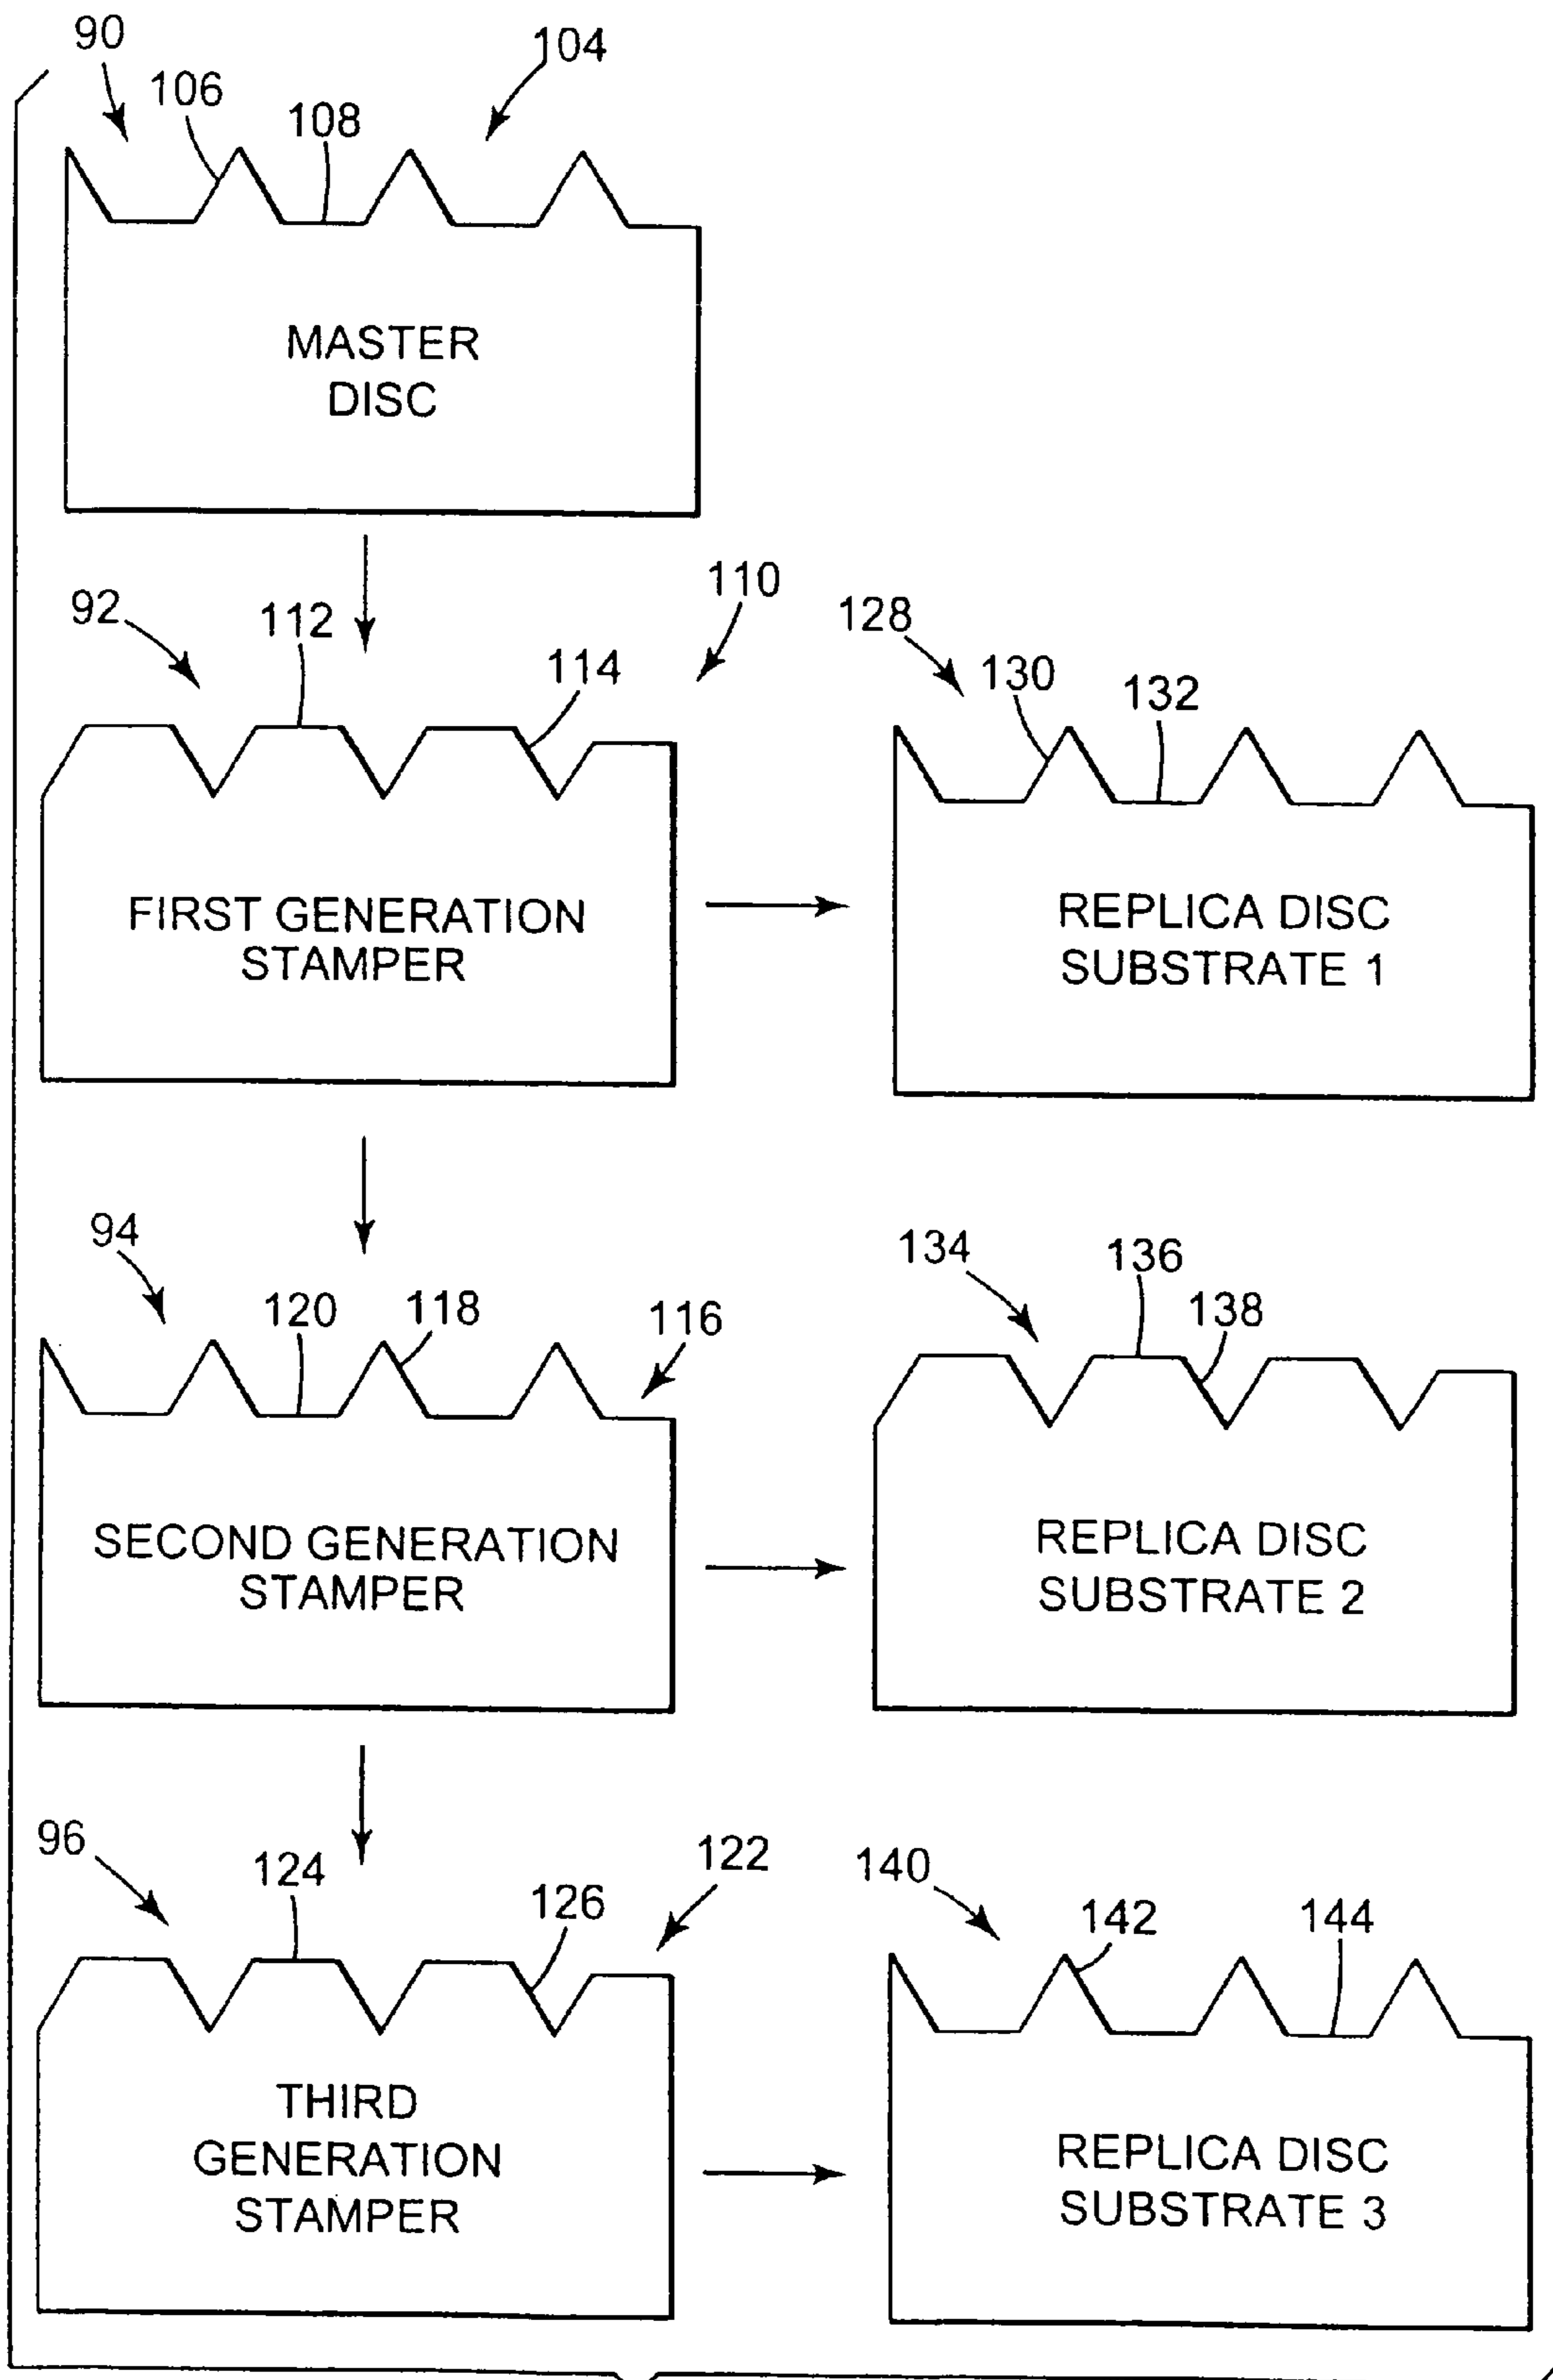 90
104
106
108
MASTER
DISC
92
112
110
114
128
130
132
FIRST GENERATION
STAMPER
REPLICA DISC
SUBSTRATE 1
94
120
118
116
134
136
138
SECOND GENERATION
STAMPER
REPLICA DISC
SUBSTRATE 2
96
124
126
122
140
142
144
THIRD
GENERATION
STAMPER
REPLICA DISC
SUBSTRATE 3